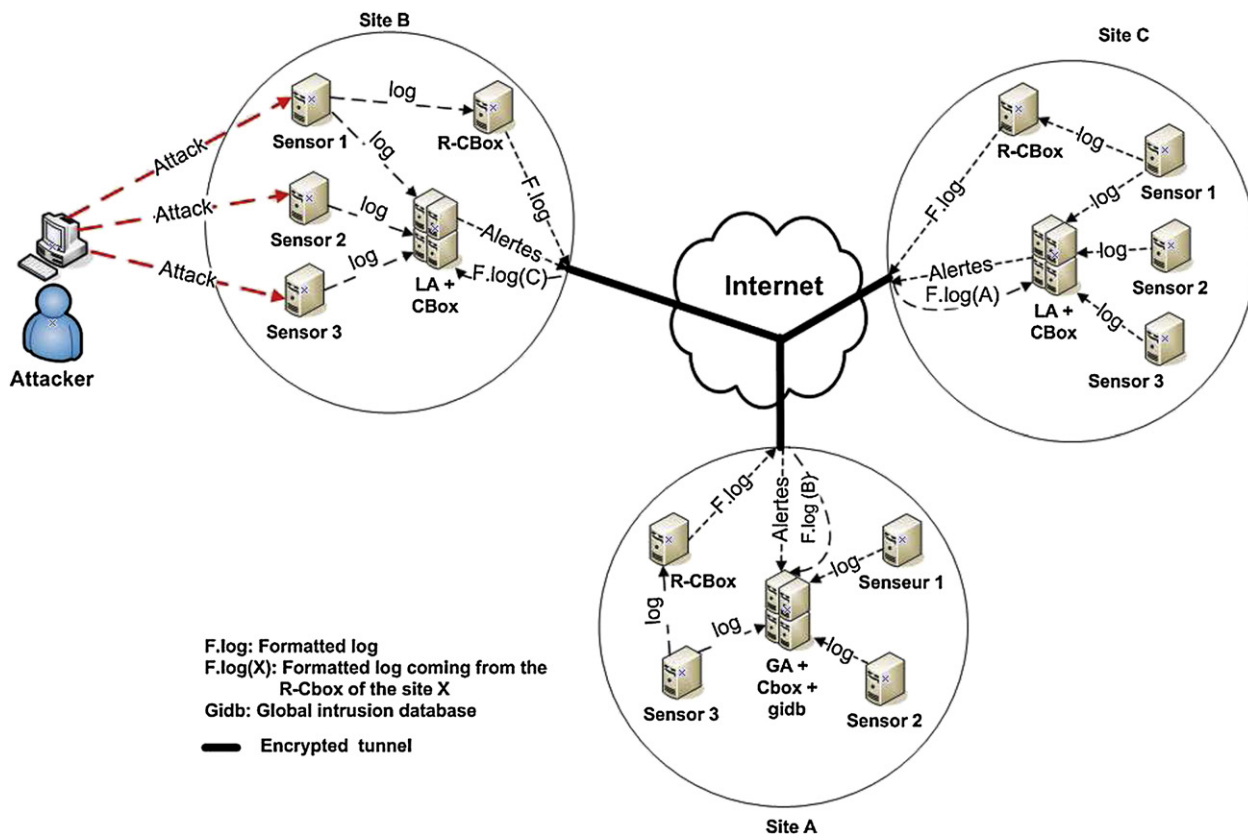 Site B
Attack
Attack
Attack
Attacker
Sensor 1
Sensor 2
Sensor 3
log
log
log
log
R-CBox
F.log
Alertes
F.log(C)
LA +
CBox
Internet
Site C
R-CBox
log
Sensor 1
log
F.log
Alertes
F.log(A)
log
Sensor 2
LA +
CBox
log
Sensor 3
F.log
Alertes
F.log (B)
R-CBox
log
Senseur 1
log
log
log
Sensor 3
GA +
Cbox +
gidb
Sensor 2
Site A
F.log: Formatted log
F.log(X): Formatted log coming from the
R-Cbox of the site X
Gidb: Global intrusion database
Encrypted tunnel